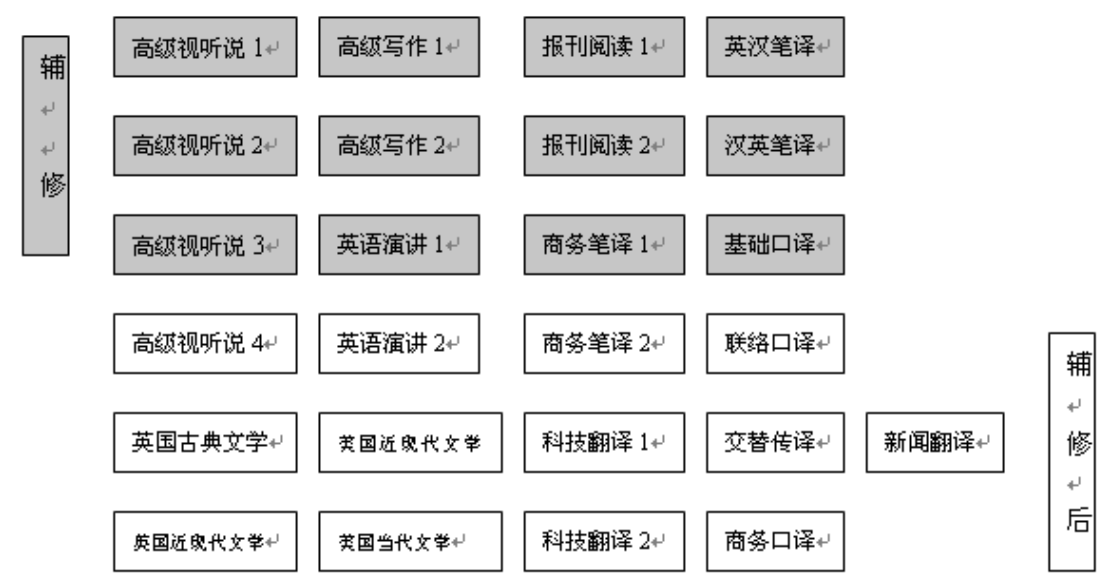 辅修
高级视听说 1 高级写作 1 报刊阅读 1 英汉笔译
高级视听说 2 高级写作 2 报刊阅读 2 汉英笔译
高级视听说 3 英语演讲 1 商务笔译 1 基础口译
高级视听说 4 英语演讲 2 商务笔译 2 联络口译
英国古典文学 美国近现代文学 科技翻译 1 交替传译 新闻翻译
英国近现代文学 美国当代文学 科技翻译 2 商务口译
辅修后